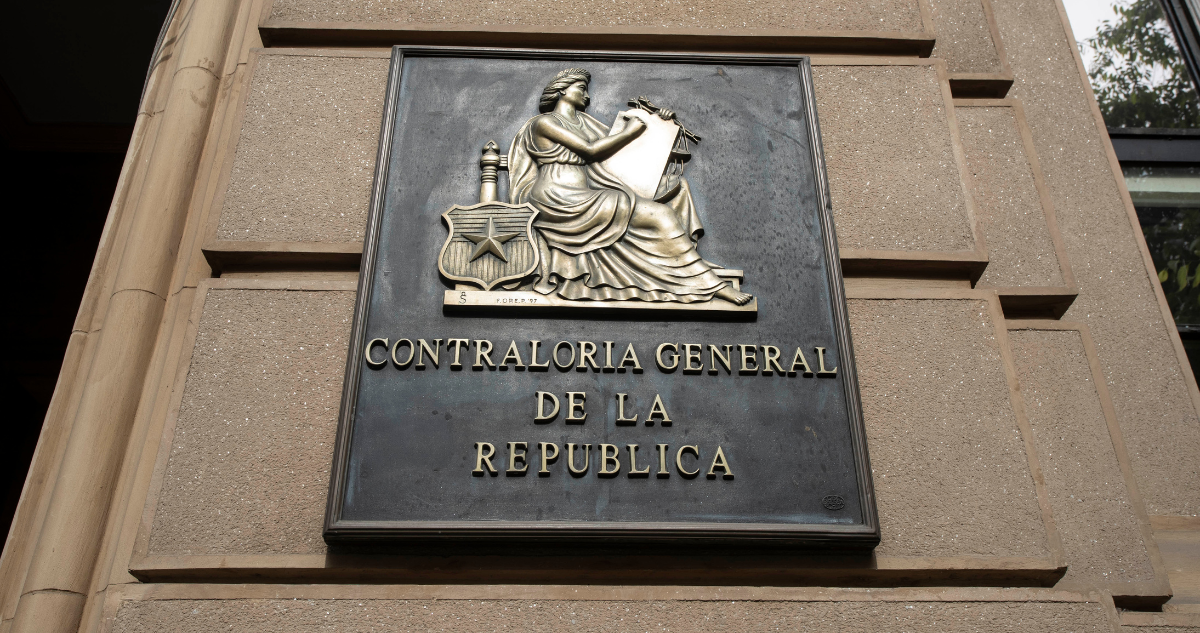 CONTRALORIA GENERAL
DE LA
REPUBLICA